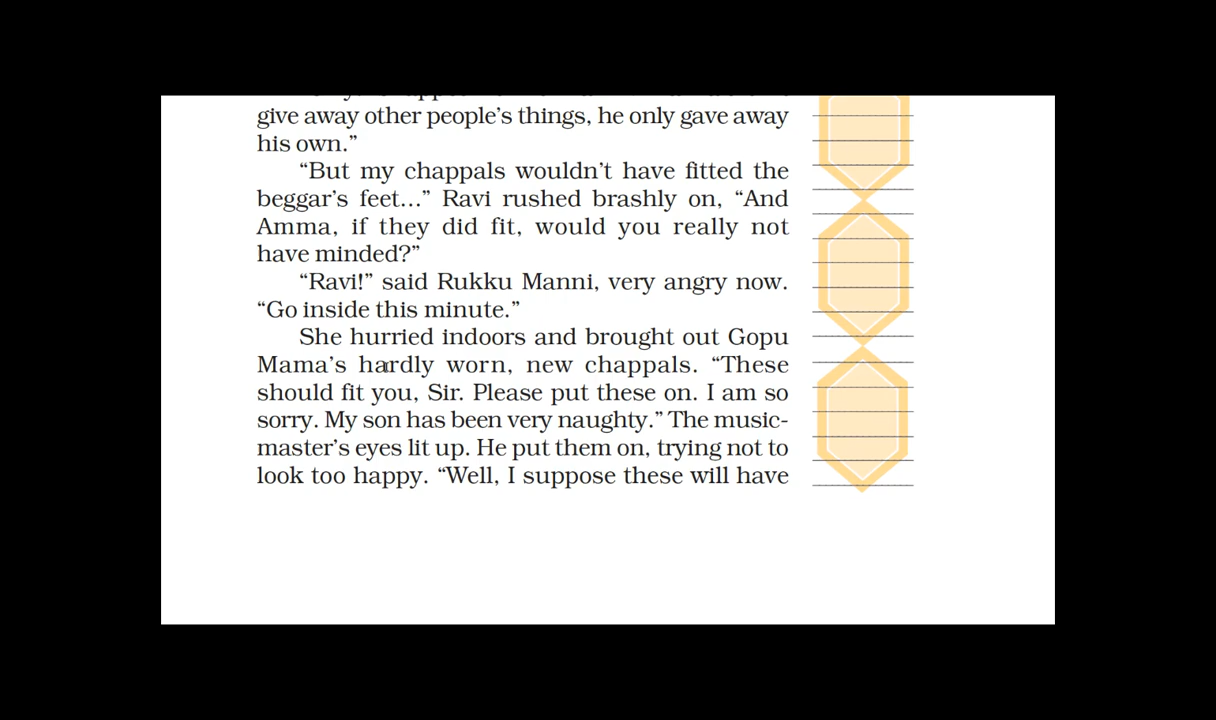 give away other people’s things, he only gave away
his own.”
“But my chappals wouldn’t have fitted the
beggar’s feet...” Ravi rushed brashly on, “And
Amma, if they did fit, would you really not
have minded?”
“Ravi!” said Rukku Manni, very angry now.
“Go inside this minute.”
She hurried indoors and brought out Gopu
Mama’s hardly worn, new chappals. “These
should fit you, Sir. Please put these on. I am so
sorry. My son has been very naughty.” The music-
master’s eyes lit up. He put them on, trying not to
look too happy. “Well, I suppose these will have